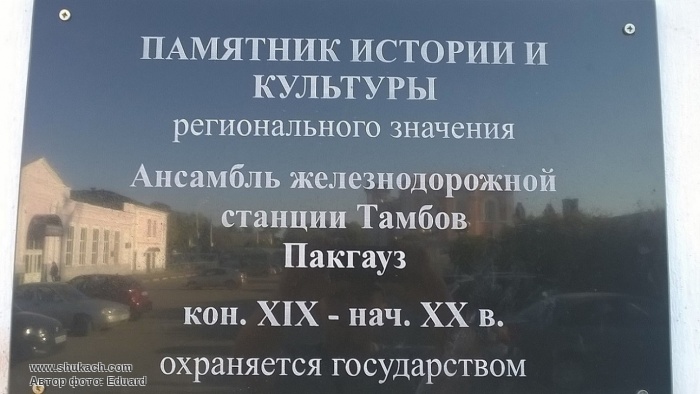 ПАМЯТНИК ИСТОРИИ И
КУЛЬТУРЫ
регионального значения
Ансамбль железнодорожной
станции Тамбов
Пакгауз
кон. XIX - нач. XX в.
охраняется государством
www.shukach.com
Автор фото: Eduard